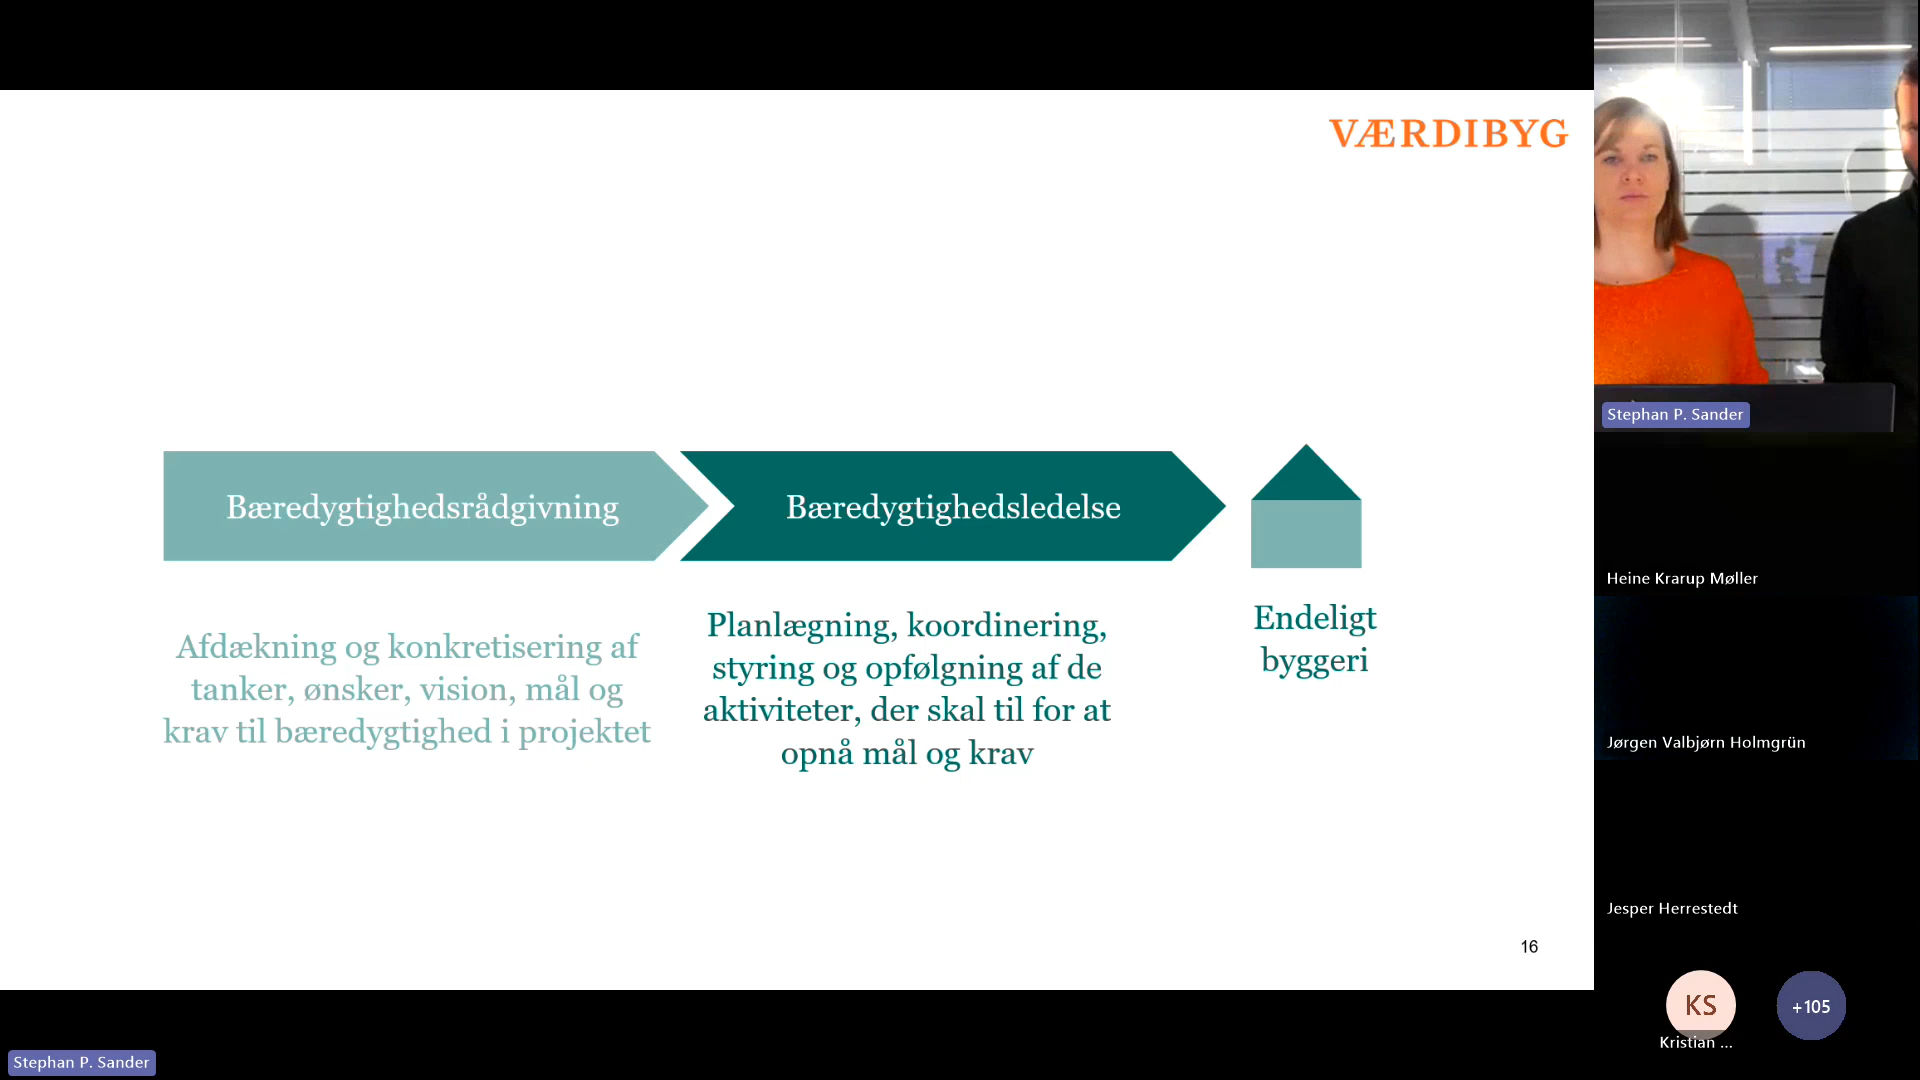 VÆRDIBYG
Bæredygtighedsrådgivning
Bæredygtighedsledelse
Afdækning og konkretisering af
tanker, ønsker, vision, mål og
krav til bæredygtighed i projektet
Planlægning, koordinering,
styring og opfølgning af de
aktiviteter, der skal til for at
opnå mål og krav
Endeligt
byggeri
16
Stephan P. Sander
Stephan P. Sander
Heine Krarup Møller
Jørgen Valbjørn Holmgrün
Jesper Herrestedt
KS
Kristian ...
+105